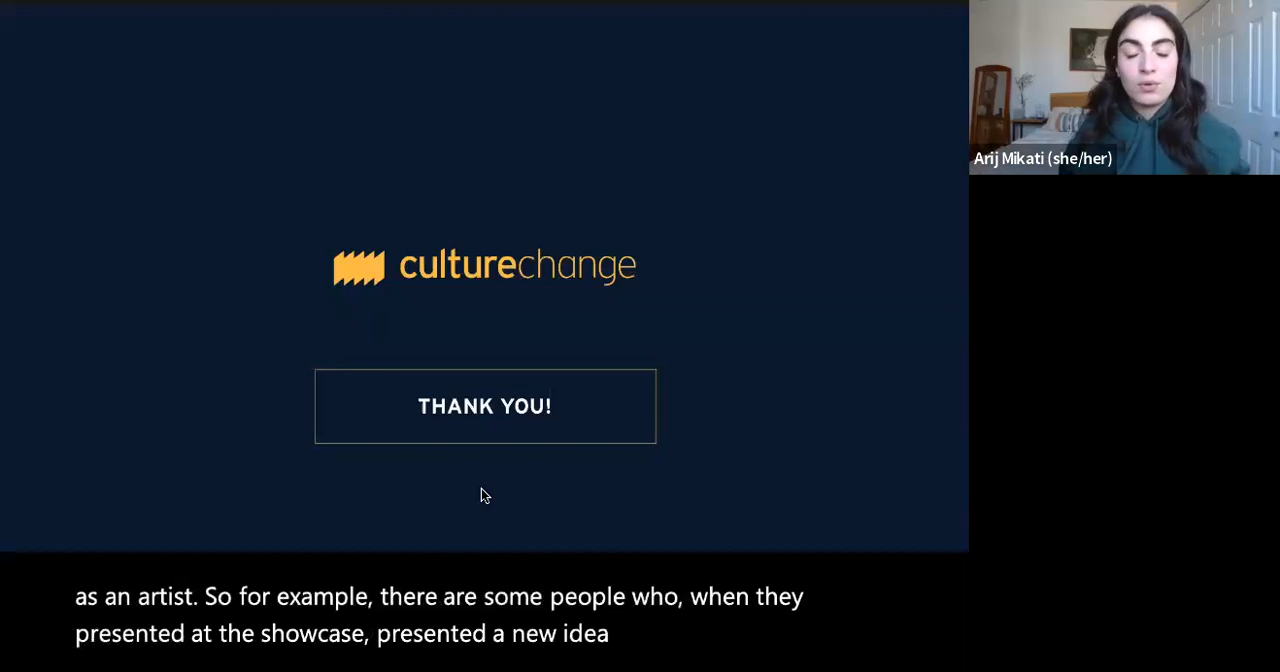 Arij Mikati (she/her)
culturechange
THANK YOU!
as an artist. So for example, there are some people who, when they
presented at the showcase, presented a new idea